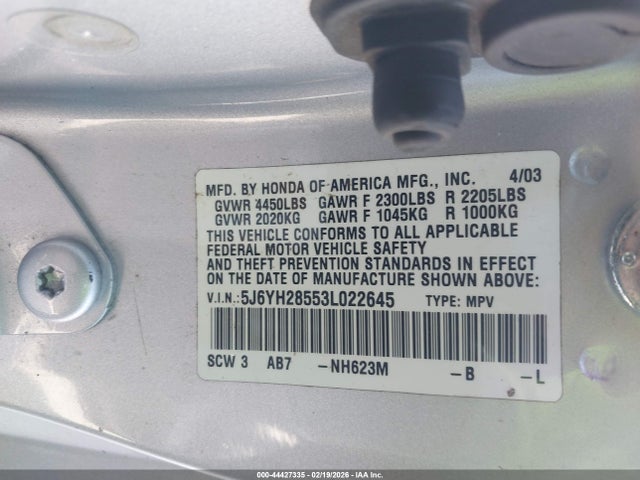 MFD. BY HONDA OF AMERICA MFG., INC. 4/03
GVWR 4450LBS GAWR F 2300LBS R 2205LBS
GVWR 2020KG GAWR F 1045KG R 1000KG
THIS VEHICLE CONFORMS TO ALL APPLICABLE
FEDERAL MOTOR VEHICLE SAFETY
AND THEFT PREVENTION STANDARDS IN EFFECT
ON THE DATE OF MANUFACTURE SHOWN ABOVE:
V.I.N.: 5J6YH28553L022645 TYPE: MPV
SCW 3 AB7 -NH623M -B -L
000-44427335 - 02/19/2026 - IAA Inc.